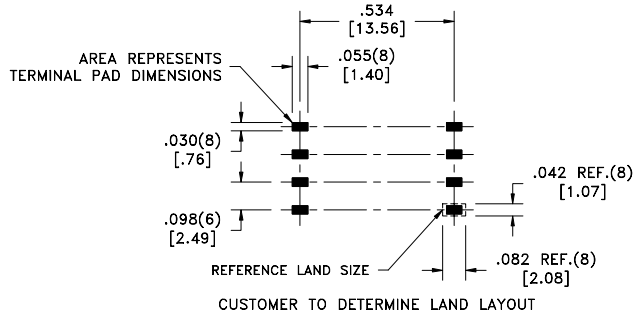 .534
[13.56]
AREA REPRESENTS
TERMINAL PAD DIMENSIONS
.055(8)
[1.40]
.030(8)
[.76]
.042 REF.(8)
[1.07]
.098(6)
[2.49]
REFERENCE LAND SIZE
.082 REF.(8)
[2.08]
CUSTOMER TO DETERMINE LAND LAYOUT